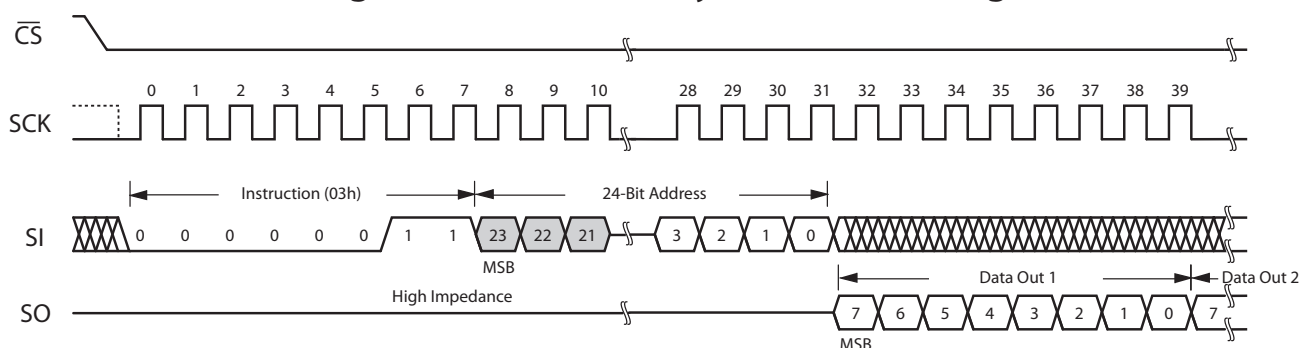 CS
0 1 2 3 4 5 6 7 8 9 10 28 29 30 31 32 33 34 35 36 37 38 39
SCK
Instruction (03h) 24-Bit Address
SI 0 0 0 0 0 0 1 1 23 22 21 3 2 1 0
MSB
Data Out 1 Data Out 2
High Impedance
SO 7 6 5 4 3 2 1 0 7
MSB